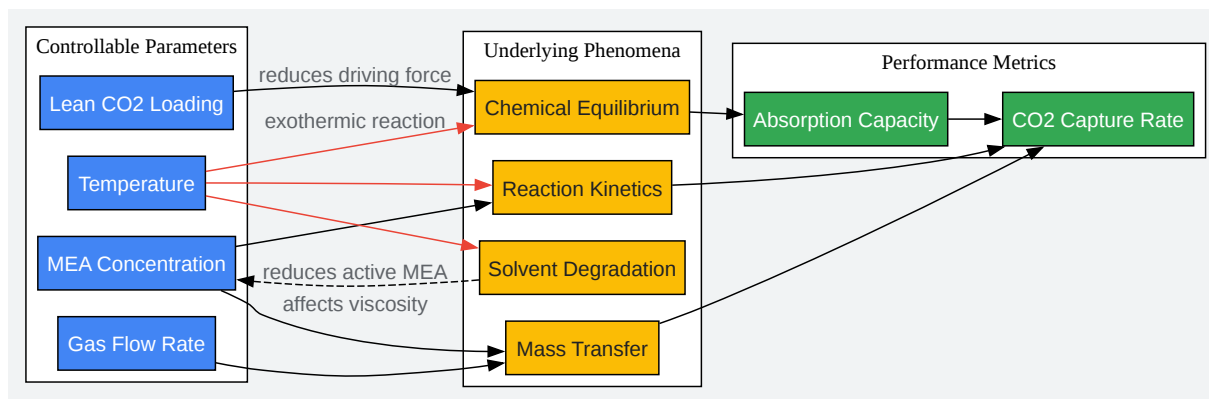 Controllable Parameters
Lean CO2 Loading
Temperature
MEA Concentration
Gas Flow Rate
reduces driving force
exothermic reaction
reduces active MEA
affects viscosity
Underlying Phenomena
Chemical Equilibrium
Reaction Kinetics
Solvent Degradation
Mass Transfer
Performance Metrics
Absorption Capacity
CO2 Capture Rate